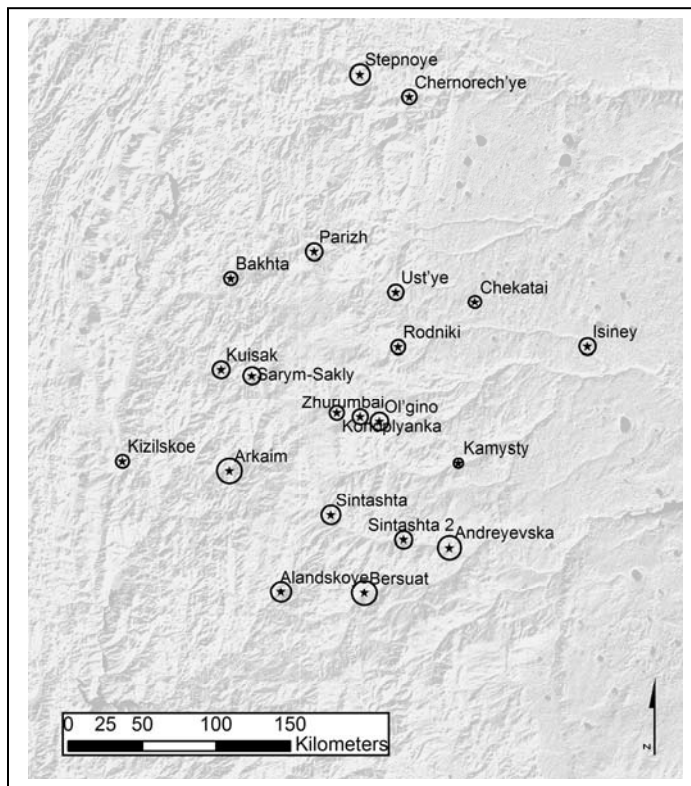 Stepnoye
Chernorech'ye
Parizh
Bakhta
Ust'ye
Chekatai
Rodniki
Isiney
Kuisak
Sarym-Sakly
Zhurumbai
Ol'gino
Konoplyanka
Kizilskoe
Arkaim
Kamysty
Sintashta
Sintashta 2
Andreyevska
Alandskoye
Bersuat
0 25 50 100 150
Kilometers
N